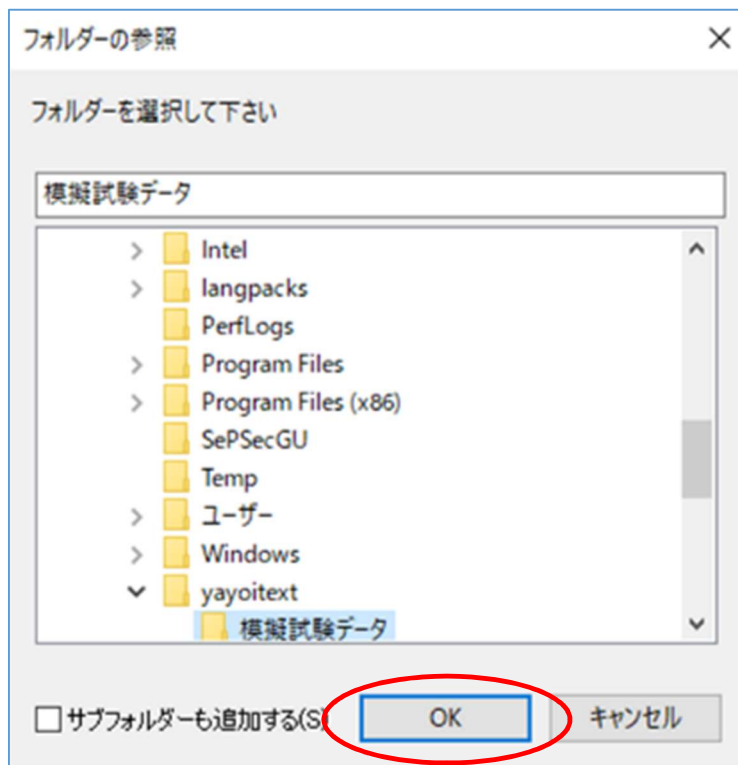 フォルダーの参照
フォルダーを選択して下さい
模擬試験データ
Intel
langpacks
PerfLogs
Program Files
Program Files (x86)
SePSecGU
Temp
ユーザー
Windows
yayoitext
模擬試験データ
サブフォルダーも追加する(S) OK キャンセル